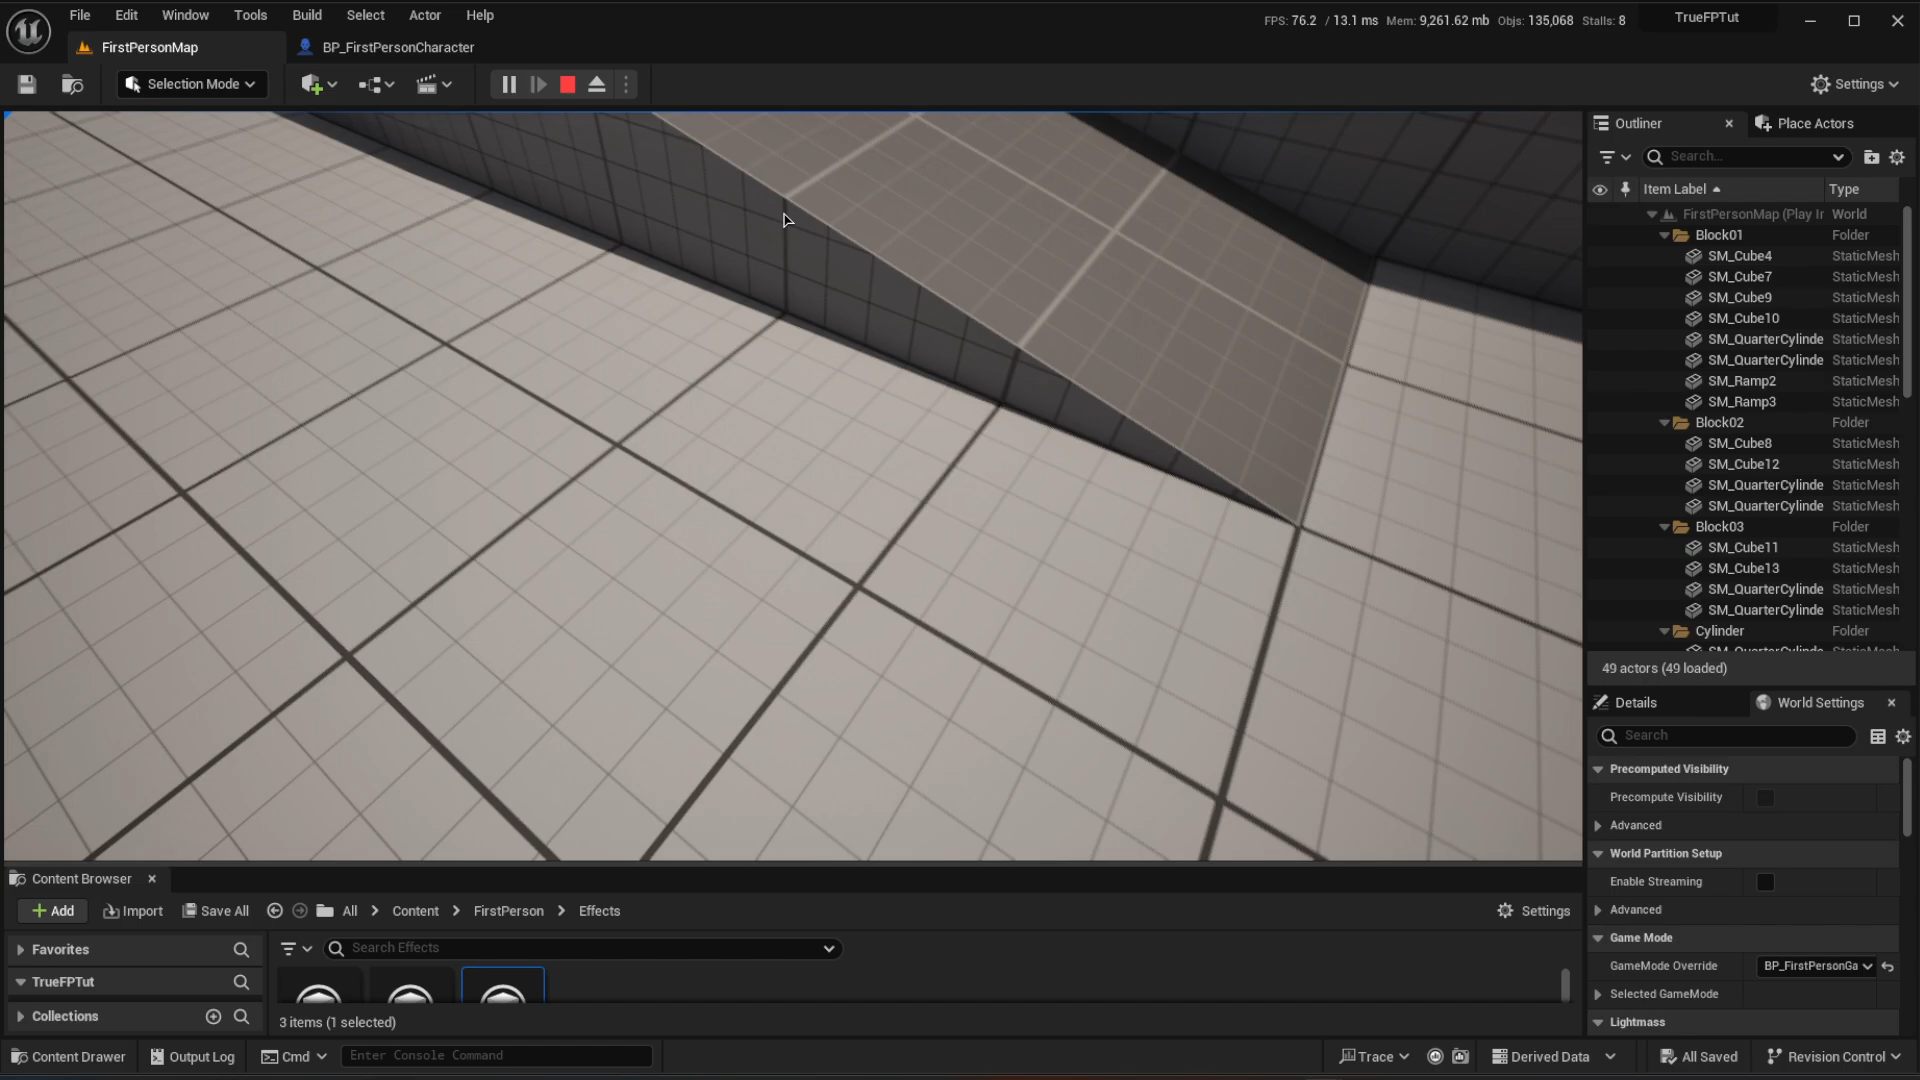 File Edit Window Tools Build Select Actor Help
FPS: 76.2 / 13.1 ms Mem: 9,261.62 mb Objs: 135,068 Stalls: 8
TrueFPTut
FirstPersonMap
BP_FirstPersonCharacter
Selection Mode
Settings
Outliner
Place Actors
Search...
Item Label Type
FirstPersonMap (Play Ir World
Block01 Folder
SM_Cube4 StaticMesh
SM_Cube7 StaticMesh
SM_Cube9 StaticMesh
SM_Cube10 StaticMesh
SM_QuarterCylinde StaticMesh
SM_QuarterCylinde StaticMesh
SM_Ramp2 StaticMesh
SM_Ramp3 StaticMesh
Block02 Folder
SM_Cube8 StaticMesh
SM_Cube12 StaticMesh
SM_QuarterCylinde StaticMesh
SM_QuarterCylinde StaticMesh
Block03 Folder
SM_Cube11 StaticMesh
SM_Cube13 StaticMesh
SM_QuarterCylinde StaticMesh
SM_QuarterCylinde StaticMesh
Cylinder Folder
49 actors (49 loaded)
Details
World Settings
Search
Precomputed Visibility
Precompute Visibility
Advanced
World Partition Setup
Enable Streaming
Advanced
Game Mode
GameMode Override BP_FirstPersonGa
Selected GameMode
Lightmass
Content Browser
Add Import Save All All Content FirstPerson Effects Settings
Favorites
Search Effects
TrueFPTut
Collections
3 items (1 selected)
Content Drawer Output Log Cmd Enter Console Command Trace Derived Data All Saved Revision Control